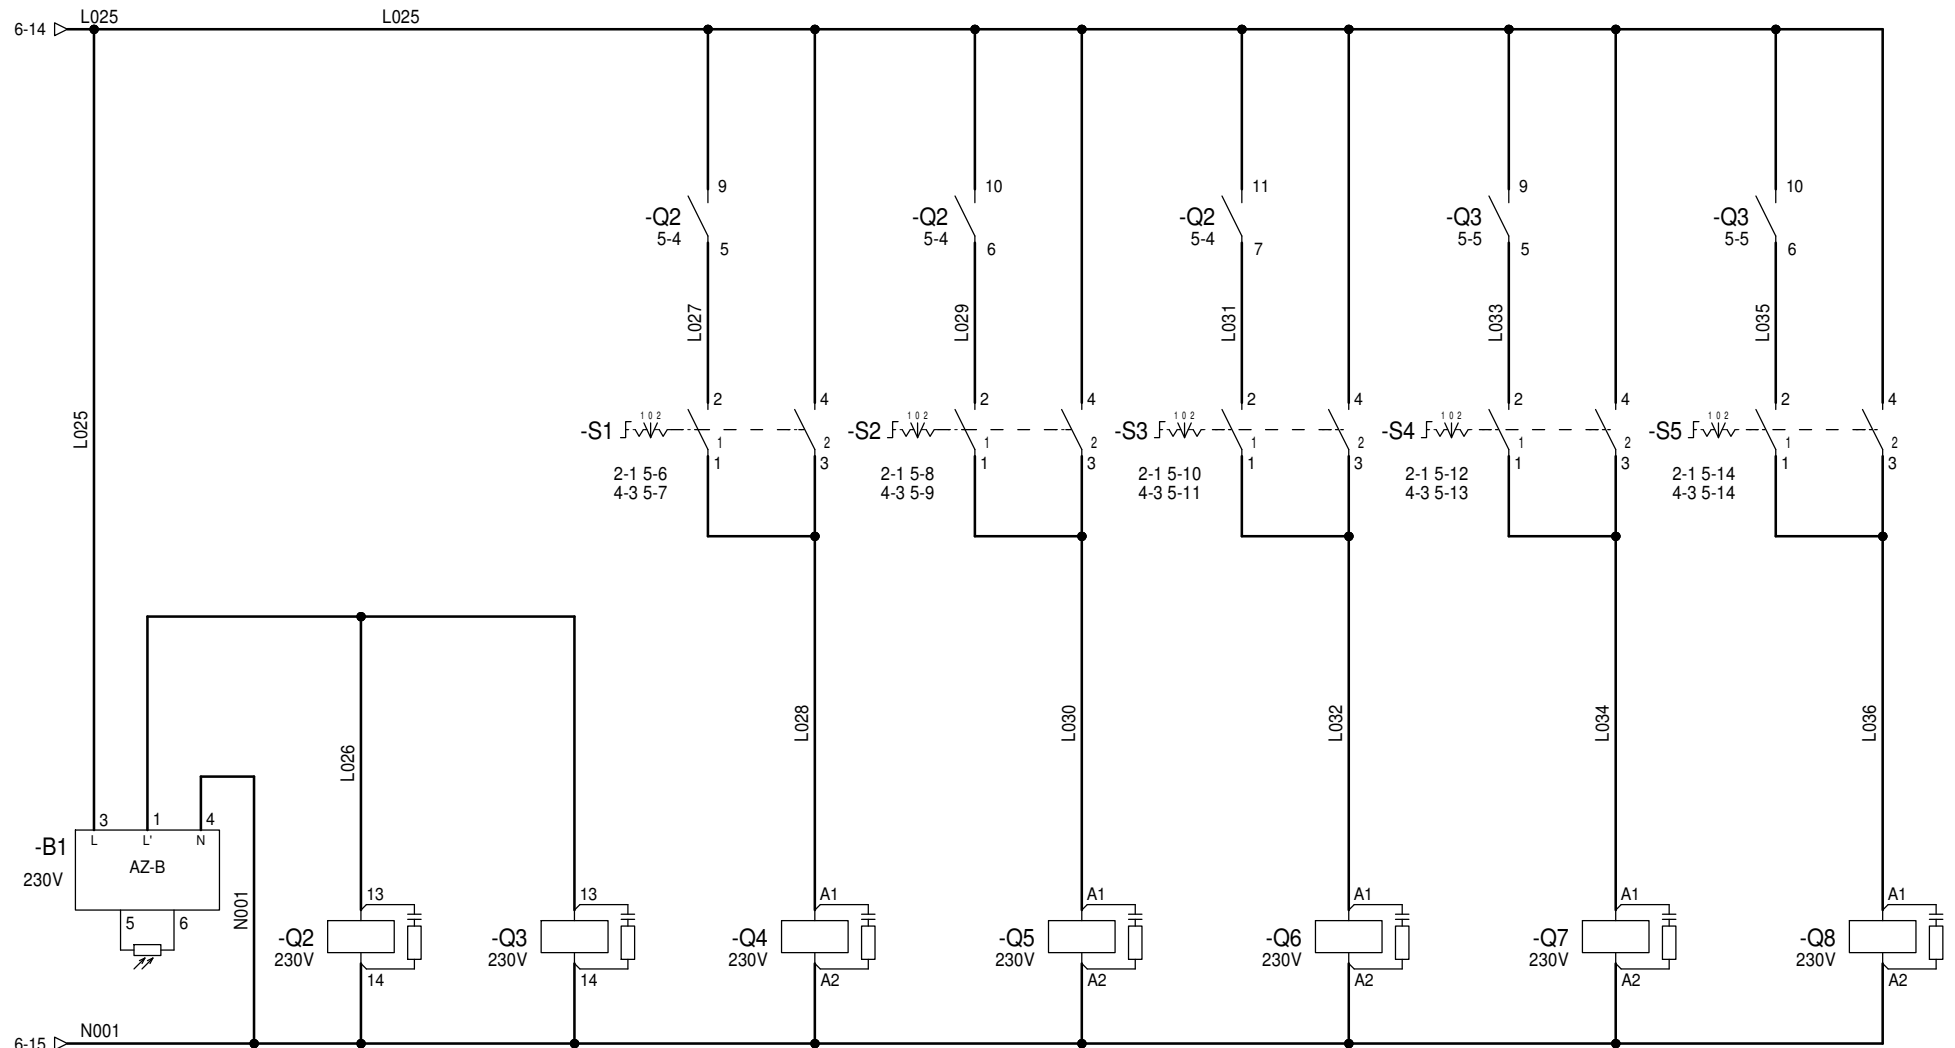 L025 L025
6-14
9 10 11 9 10
-Q2 -Q2 -Q2 -Q3 -Q3
5-4 5-4 5-4 5-5 5-5
5 6 7 5 6
L027 L029 L031 L033 L035
L025
2 4 2 4 2 4 2 4 2 4
1 0 2 1 0 2 1 0 2 1 0 2 1 0 2
-S1 -S2 -S3 -S4 -S5
1 2 1 2 1 2 1 2 1 2
1 3 1 3 1 3 1 3 1 3
2-1 5-6 2-1 5-8 2-1 5-10 2-1 5-12 2-1 5-14
4-3 5-7 4-3 5-9 4-3 5-11 4-3 5-13 4-3 5-14
L026 L028 L030 L032 L034 L036
3 1 4
L L' N
-B1 AZ-B
230V
5 6
N001
13 13 A1 A1 A1 A1 A1
-Q2 -Q3 -Q4 -Q5 -Q6 -Q7 -Q8
230V 230V 230V 230V 230V 230V 230V
14 14 A2 A2 A2 A2 A2
N001
6-15